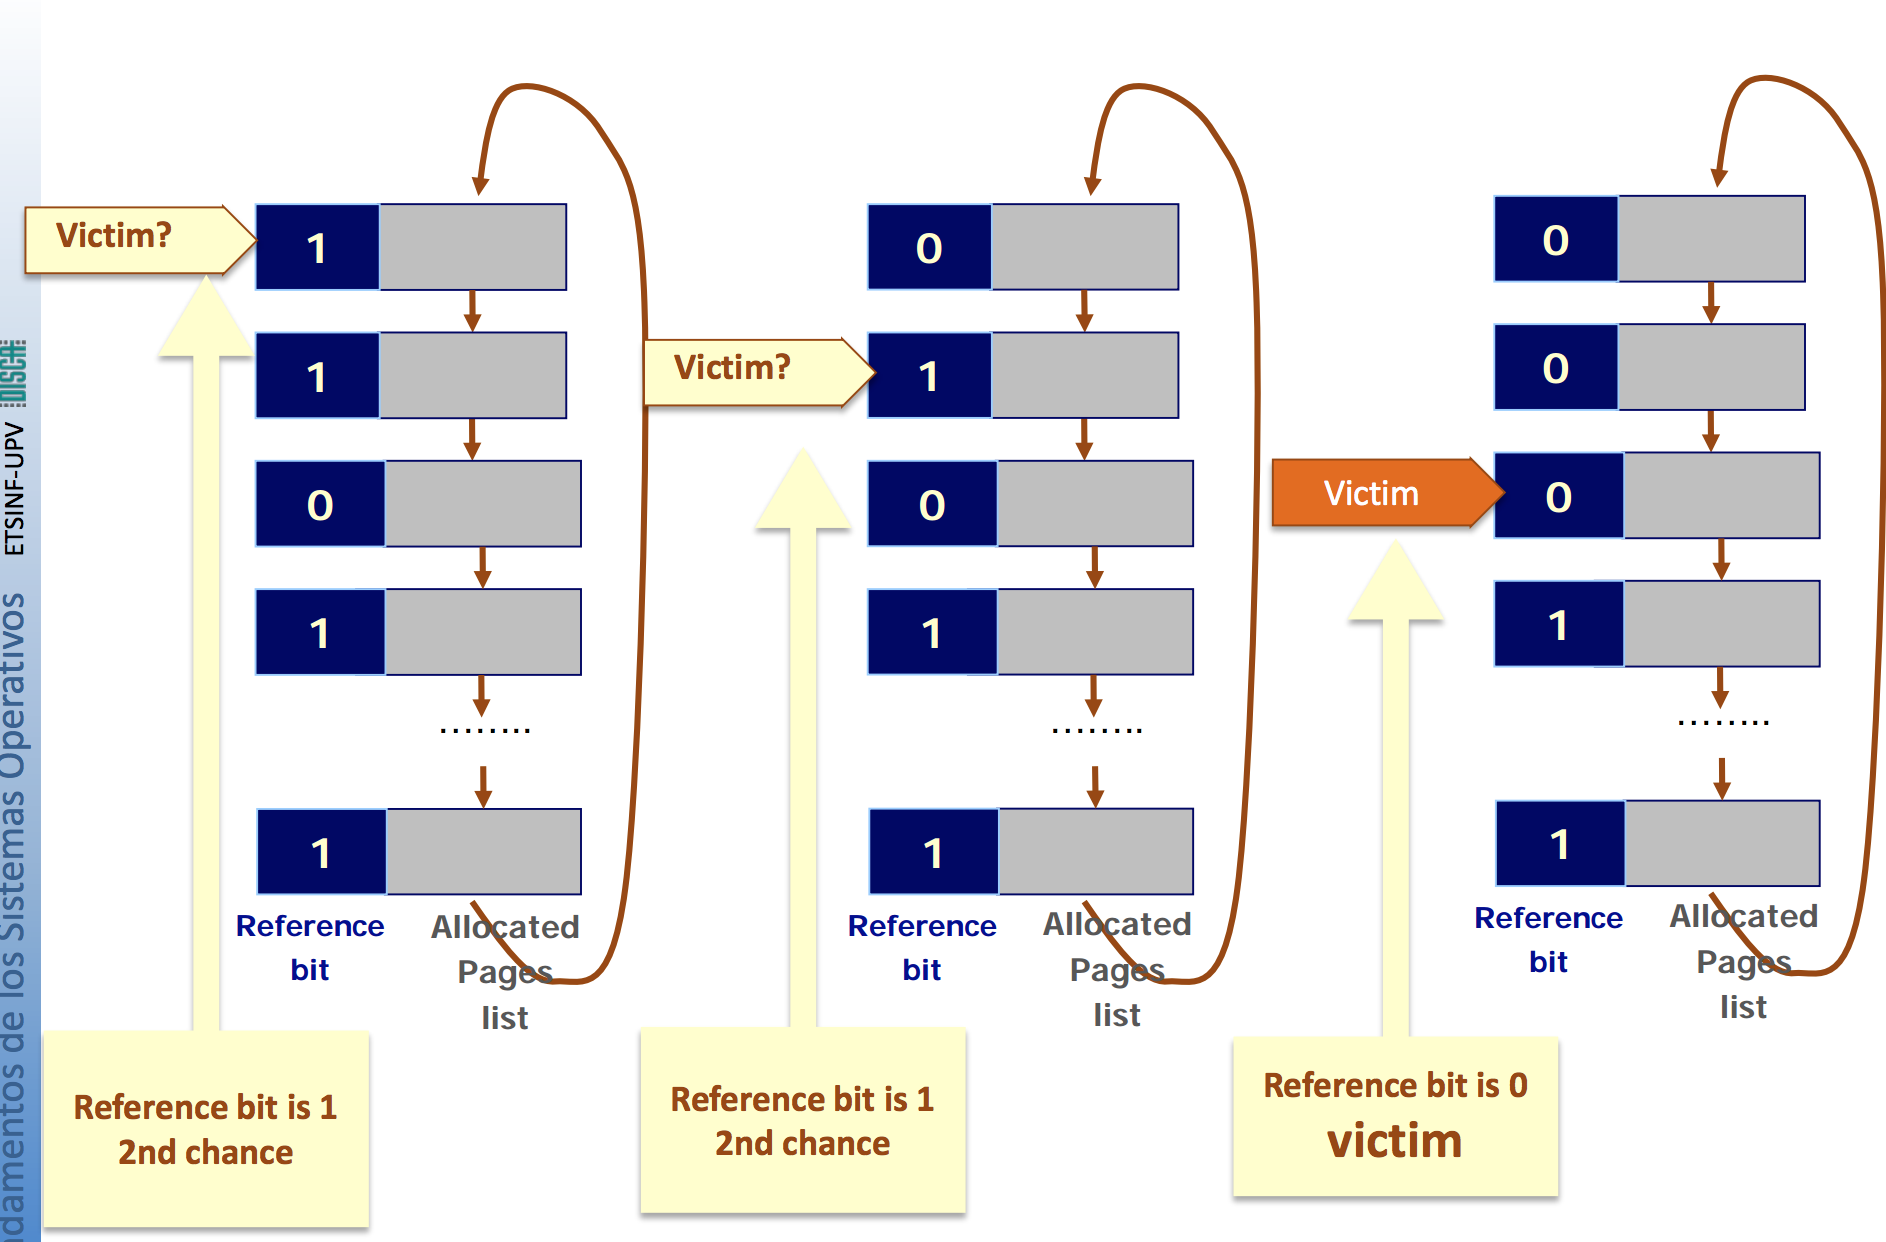 Victim?
1
1
0
1
........
1
Reference
bit
Allocated
Pages
list
Reference bit is 1
2nd chance
Victim?
0
1
0
1
........
1
Reference
bit
Allocated
Pages
list
Reference bit is 1
2nd chance
Victim
0
0
0
1
........
1
Reference
bit
Allocated
Pages
list
Reference bit is 0
victim
damentos de los Sistemas Operativos
ETSINF-UPV
DISCA